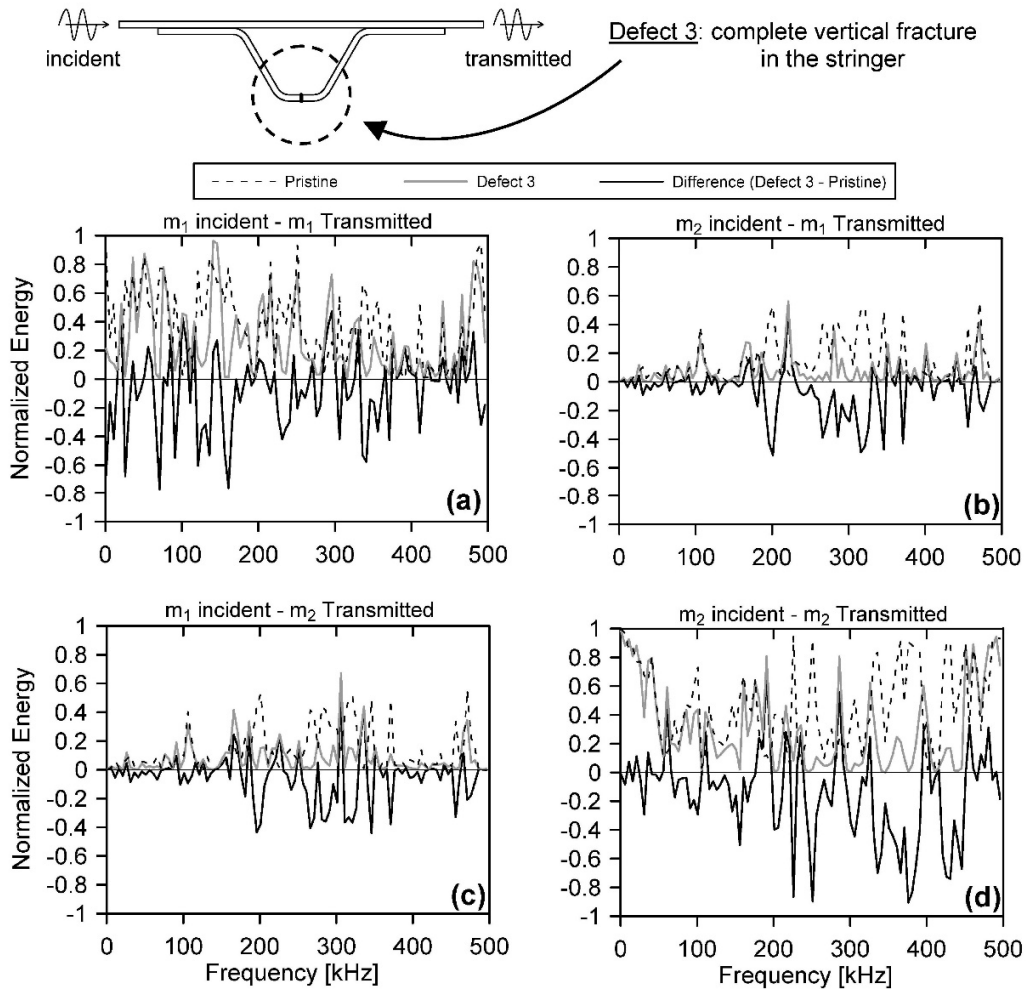 incident
transmitted
Defect 3: complete vertical fracture
in the stringer
Pristine
Defect 3
Difference (Defect 3 - Pristine)
m₁ incident - m₁ Transmitted
m₂ incident - m₁ Transmitted
Normalized Energy
1
0.8
0.6
0.4
0.2
0
-0.2
-0.4
-0.6
-0.8
-1
(a)
0 100 200 300 400 500
1
0.8
0.6
0.4
0.2
0
-0.2
-0.4
-0.6
-0.8
-1
(b)
0 100 200 300 400 500
m₁ incident - m₂ Transmitted
m₂ incident - m₂ Transmitted
Normalized Energy
1
0.8
0.6
0.4
0.2
0
-0.2
-0.4
-0.6
-0.8
-1
(c)
0 100 200 300 400 500
Frequency [kHz]
1
0.8
0.6
0.4
0.2
0
-0.2
-0.4
-0.6
-0.8
-1
(d)
0 100 200 300 400 500
Frequency [kHz]